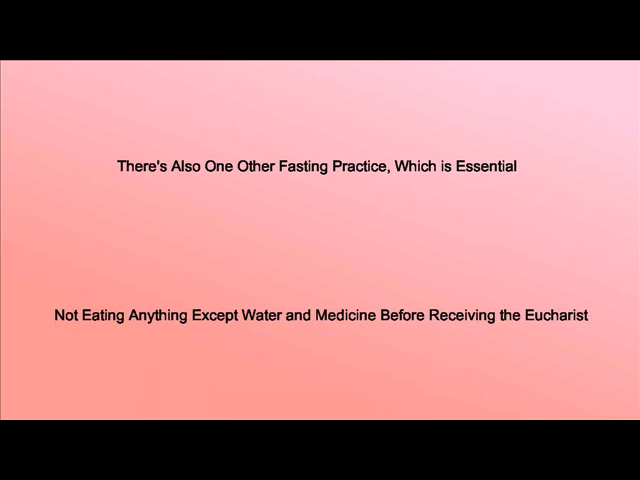 There's Also One Other Fasting Practice, Which is Essential
Not Eating Anything Except Water and Medicine Before Receiving the Eucharist